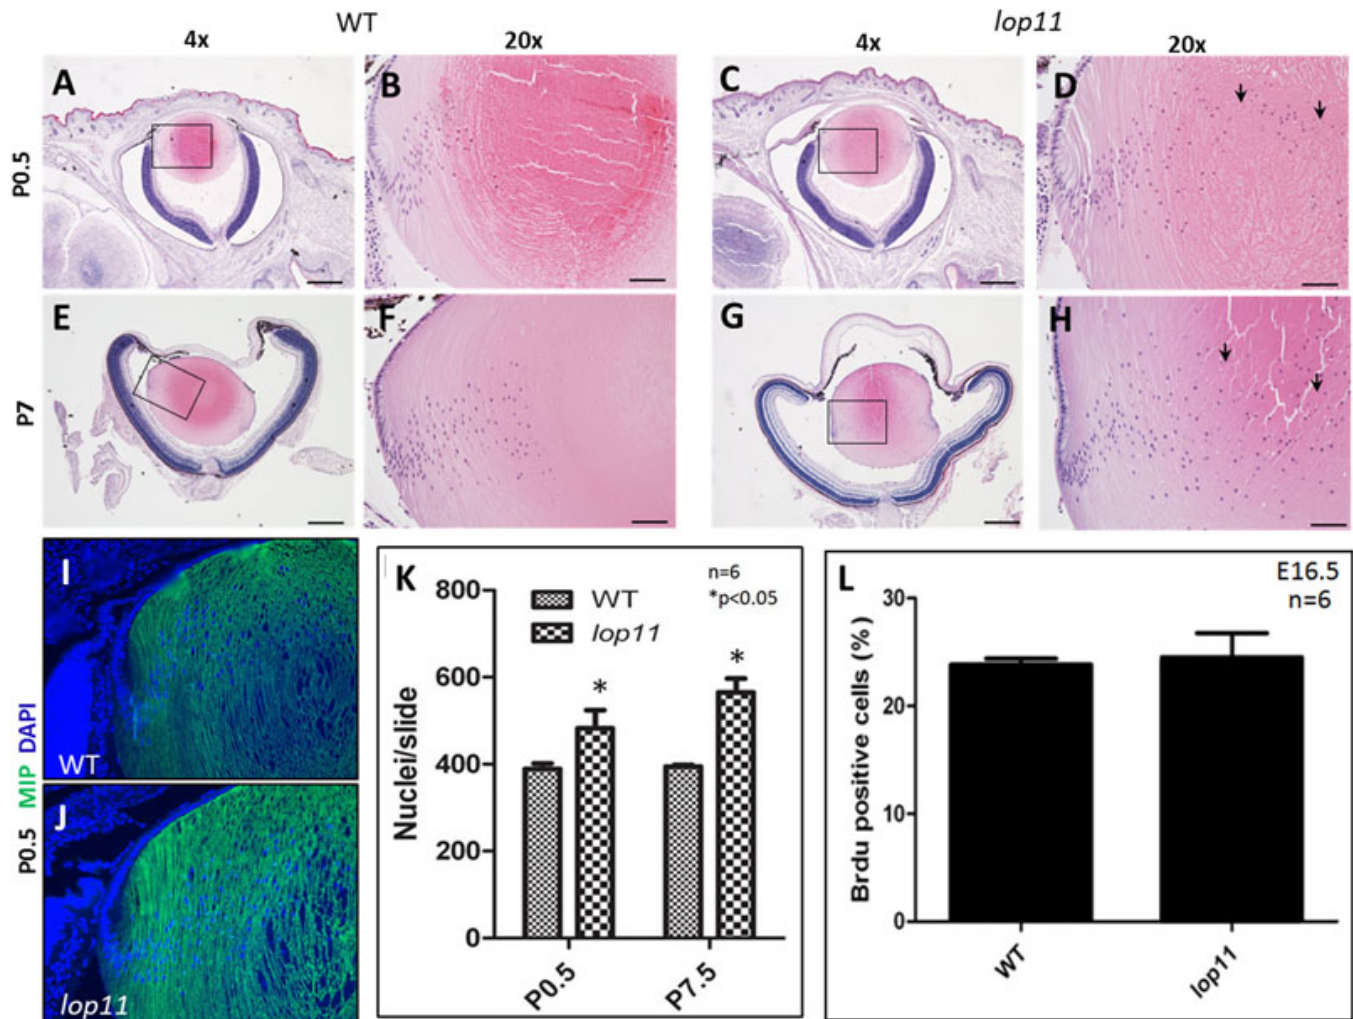 WT
lop11
4x
20x
4x
20x
A
B
C
D
P0.5
E
F
G
H
P7
I
WT
J
lop11
P0.5 MIP DAPI
K
n=6
*p<0.05
WT
lop11
Nuclei/slide
800
600
400
200
0
*
*
P0.5
P7.5
L
E16.5
n=6
Brdu positive cells (%)
30
20
10
0
WT
lop11